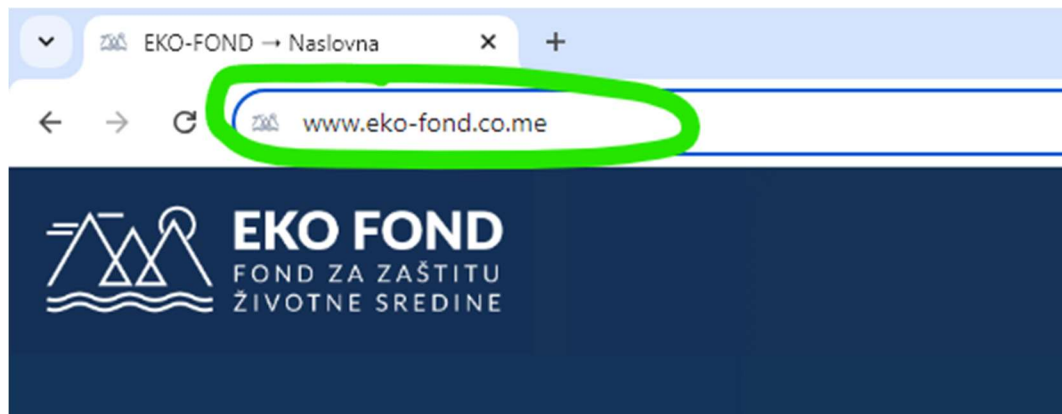 EKO-FOND → Naslovna
www.eko-fond.co.me
EKO FOND
FOND ZA ZAŠTITU
ŽIVOTNE SREDINE